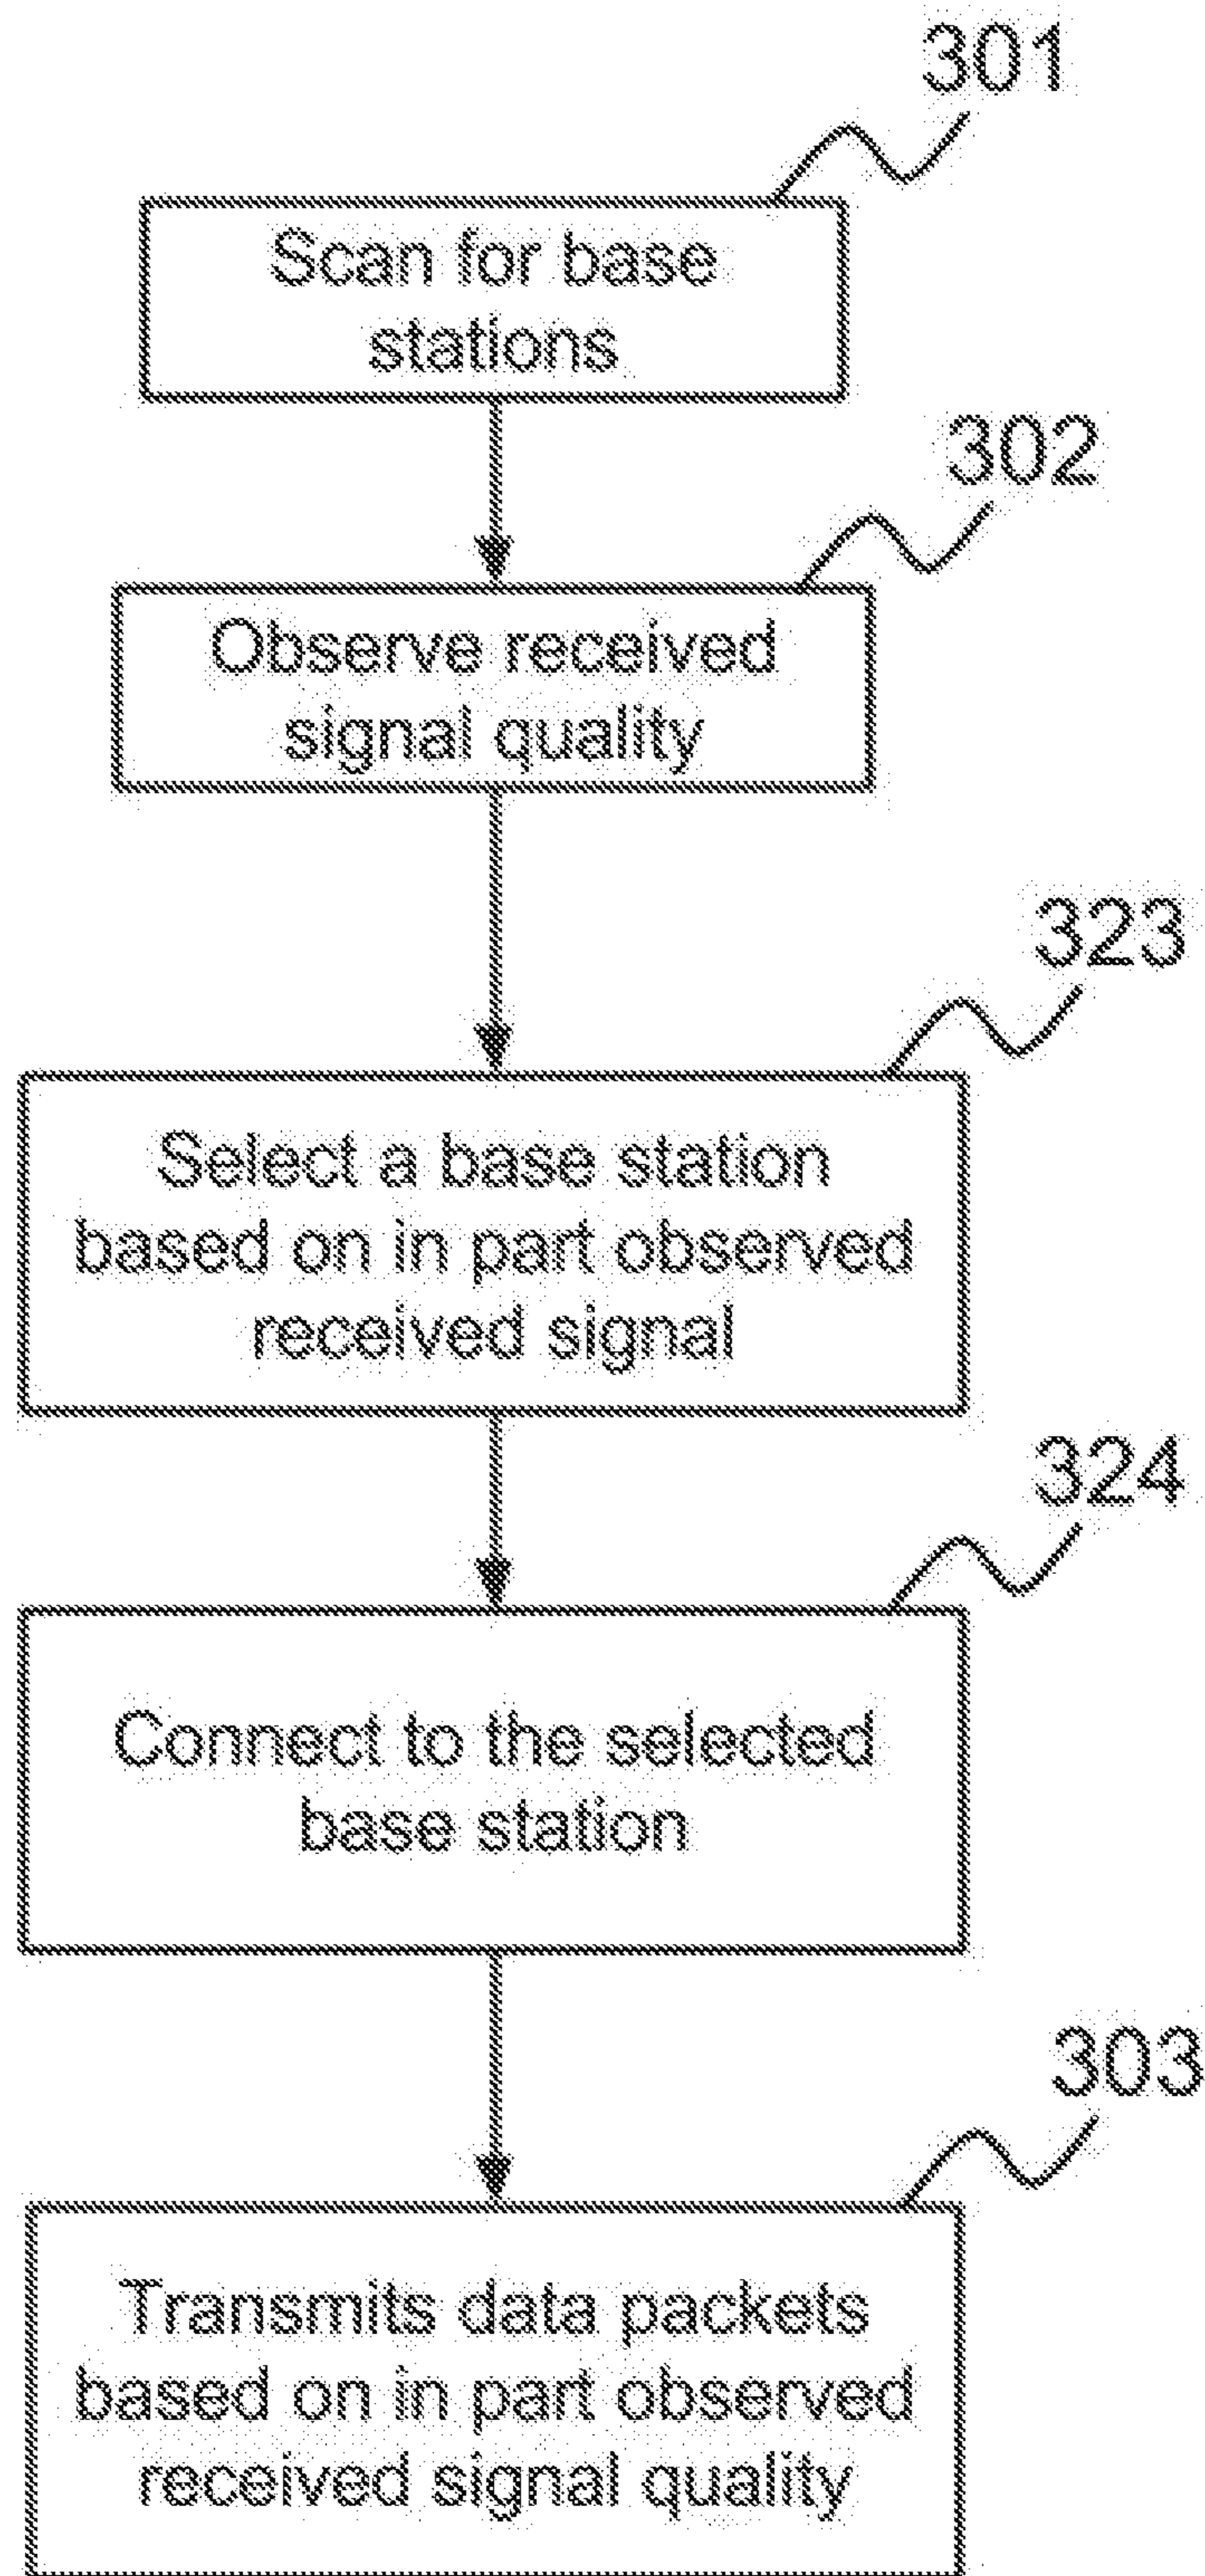 301
Scan for base
stations
302
Observe received
signal quality
323
Select a base station
based on in part observed
received signal
324
Connect to the selected
base station
303
Transmits data packets
based on in part observed
received signal quality